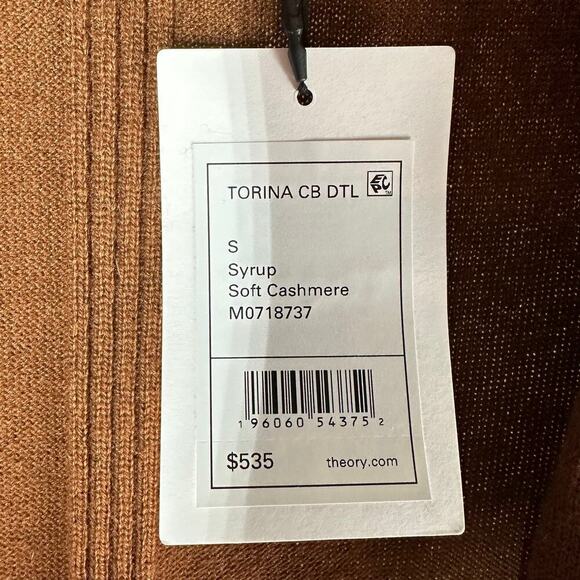 TORINA CB DTL
S
Syrup
Soft Cashmere
M0718737
1 96060 54375 2
$535 theory.com